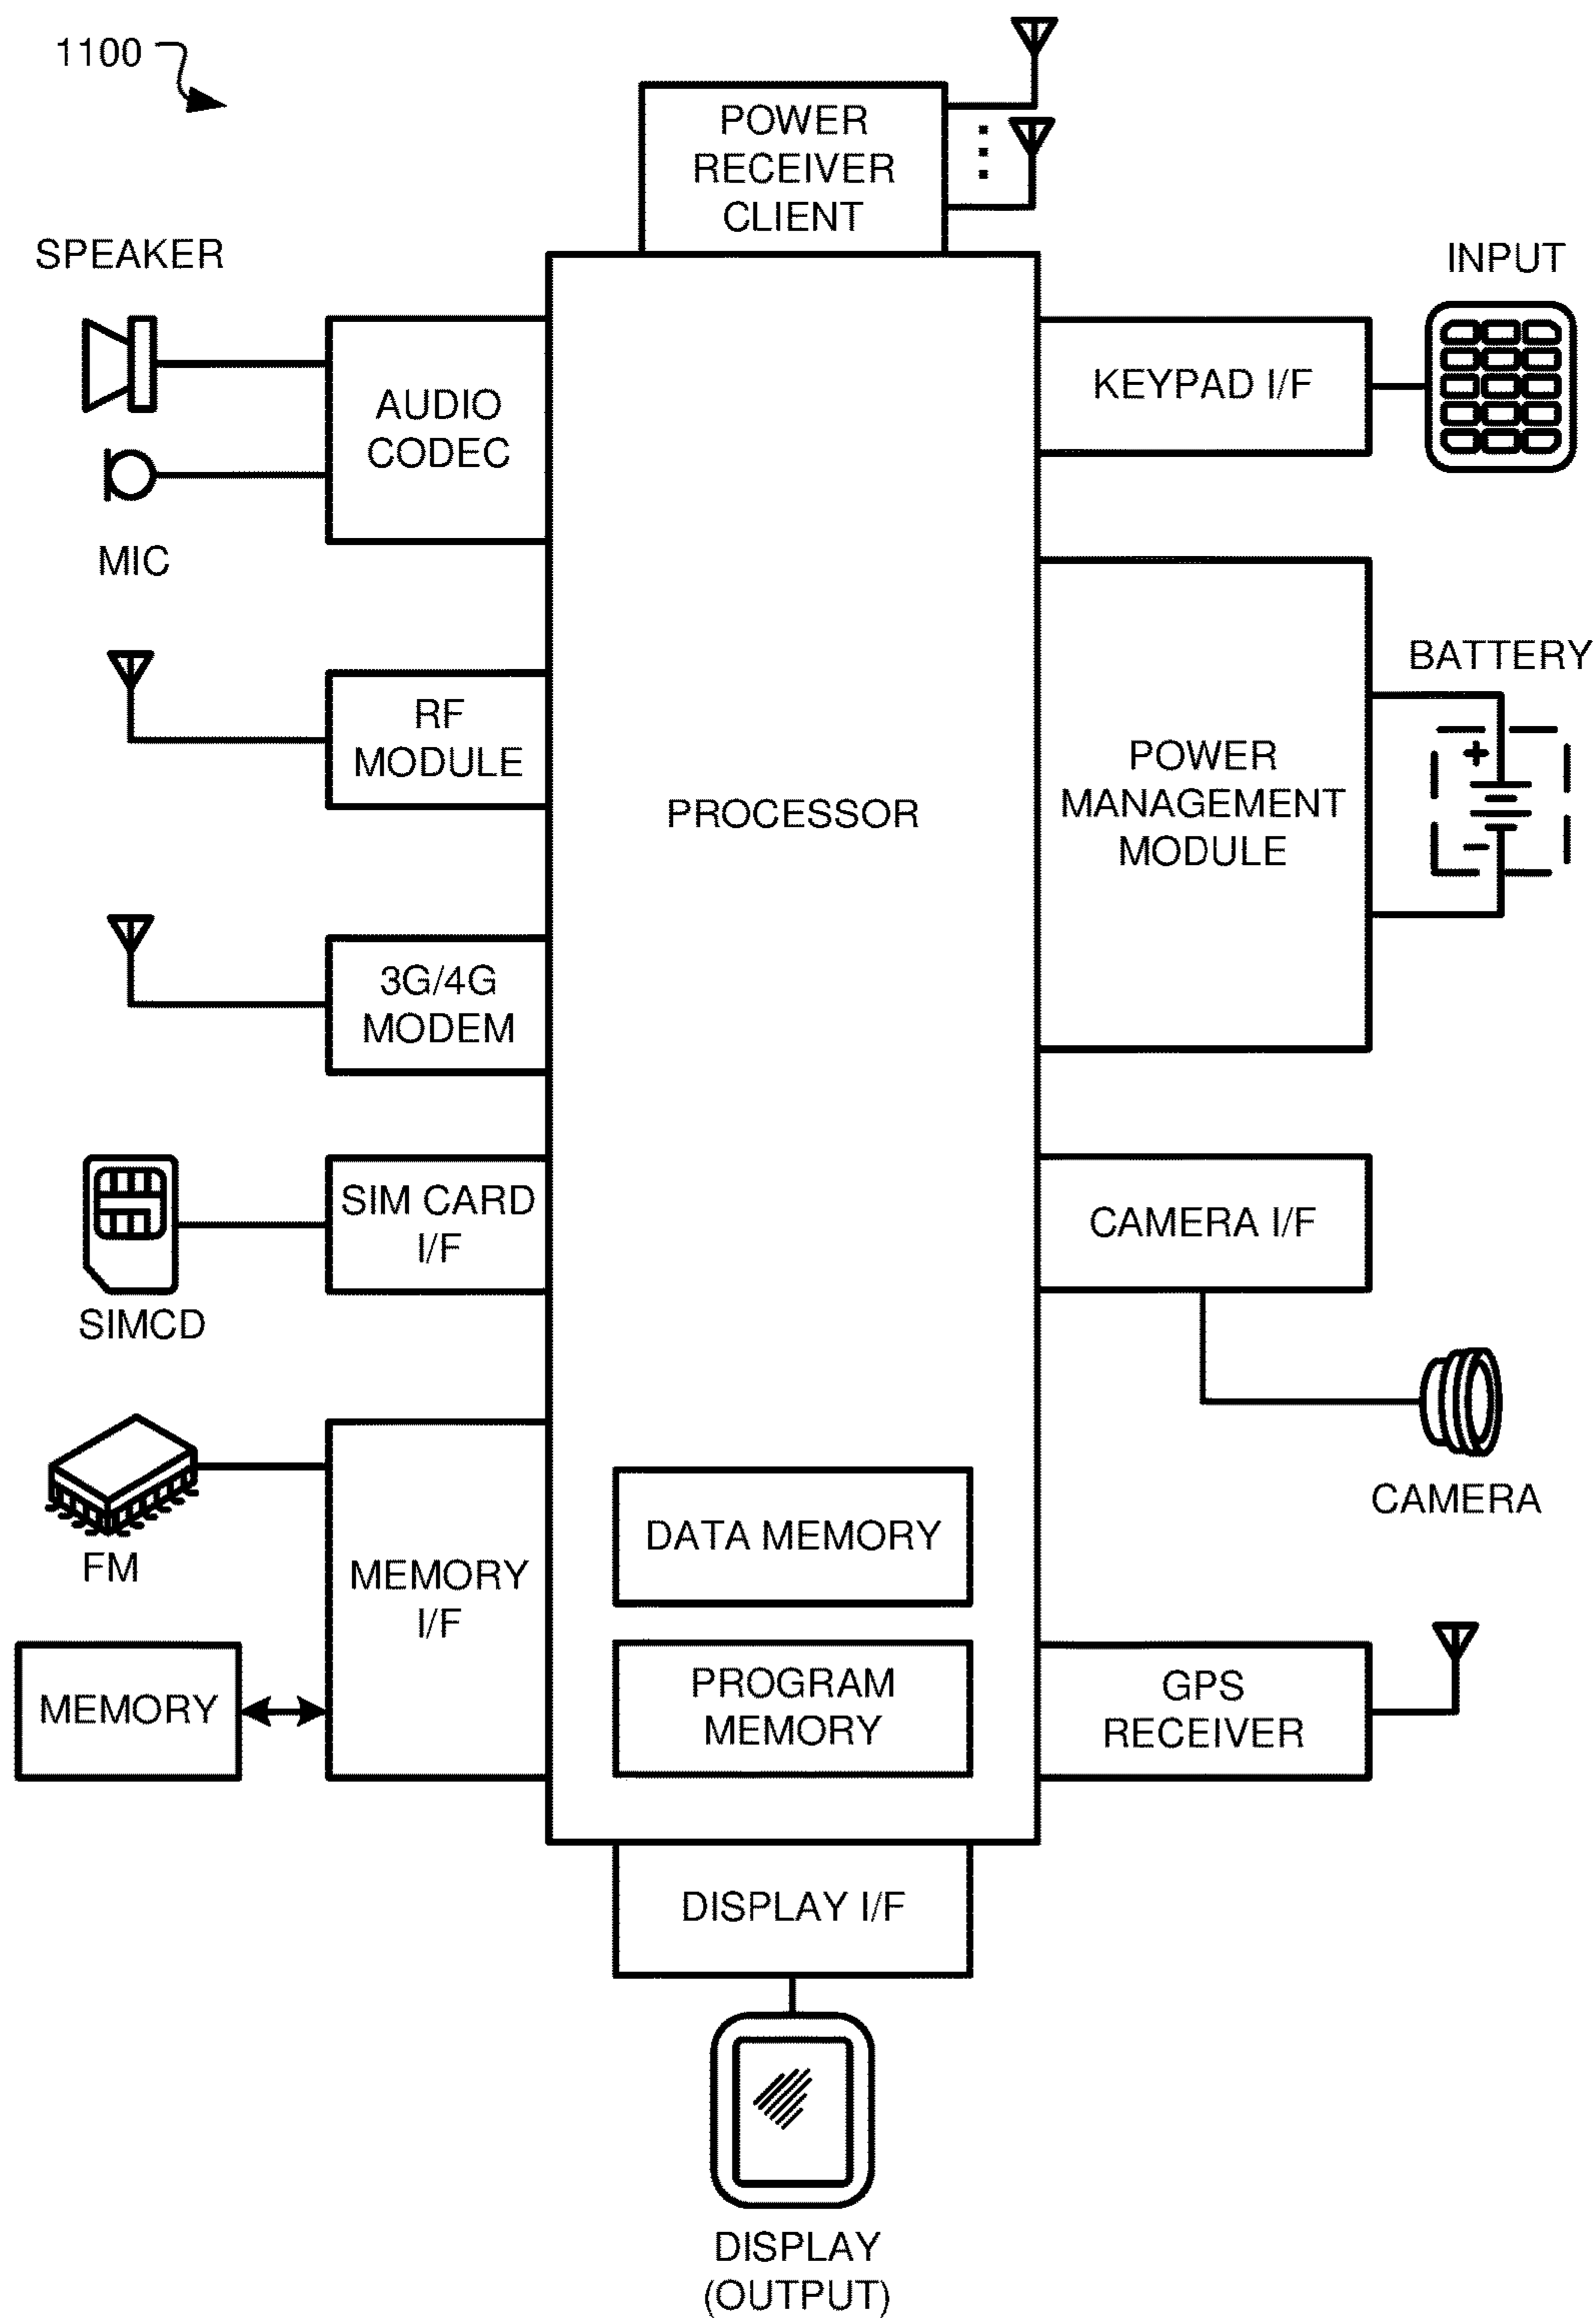 1100
POWER
RECEIVER
CLIENT
SPEAKER
INPUT
AUDIO
CODEC
KEYPAD I/F
MIC
BATTERY
+
-
RF
MODULE
PROCESSOR
POWER
MANAGEMENT
MODULE
3G/4G
MODEM
SIM CARD
I/F
SIMCD
CAMERA I/F
CAMERA
FM
MEMORY
I/F
MEMORY
DATA MEMORY
PROGRAM
MEMORY
GPS
RECEIVER
DISPLAY I/F
DISPLAY
(OUTPUT)